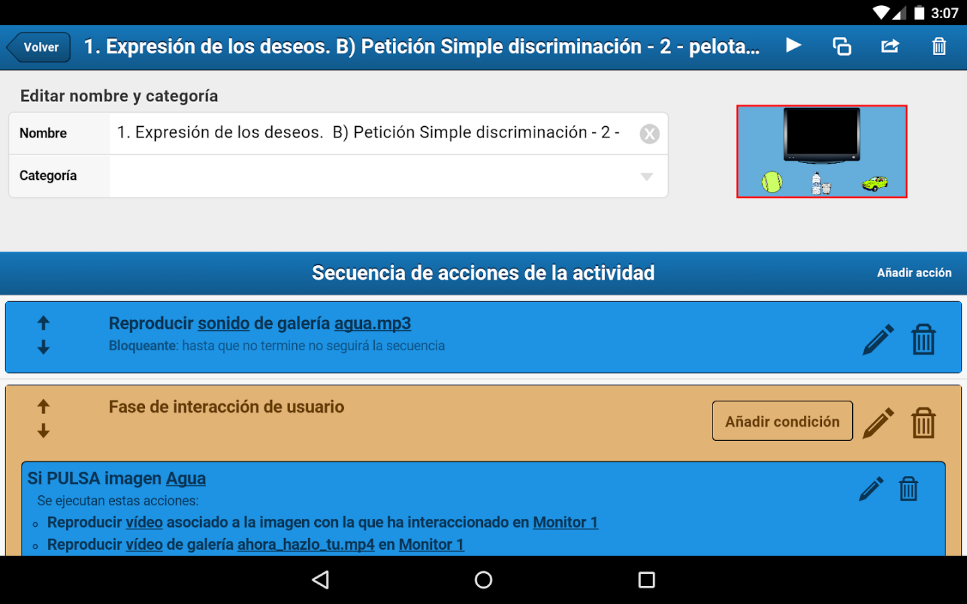 3:07
Volver
1. Expresión de los deseos. B) Petición Simple discriminación - 2 - pelota...
Editar nombre y categoría
Nombre
1. Expresión de los deseos.  B) Petición Simple discriminación - 2 -
Categoría
Secuencia de acciones de la actividad
Añadir acción
Reproducir sonido de galería agua.mp3
Bloqueante: hasta que no termine no seguirá la secuencia
Fase de interacción de usuario
Añadir condición
Si PULSA imagen Agua
Se ejecutan estas acciones:
Reproducir vídeo asociado a la imagen con la que ha interaccionado en Monitor 1
Reproducir vídeo de galería ahora_hazlo_tu.mp4 en Monitor 1